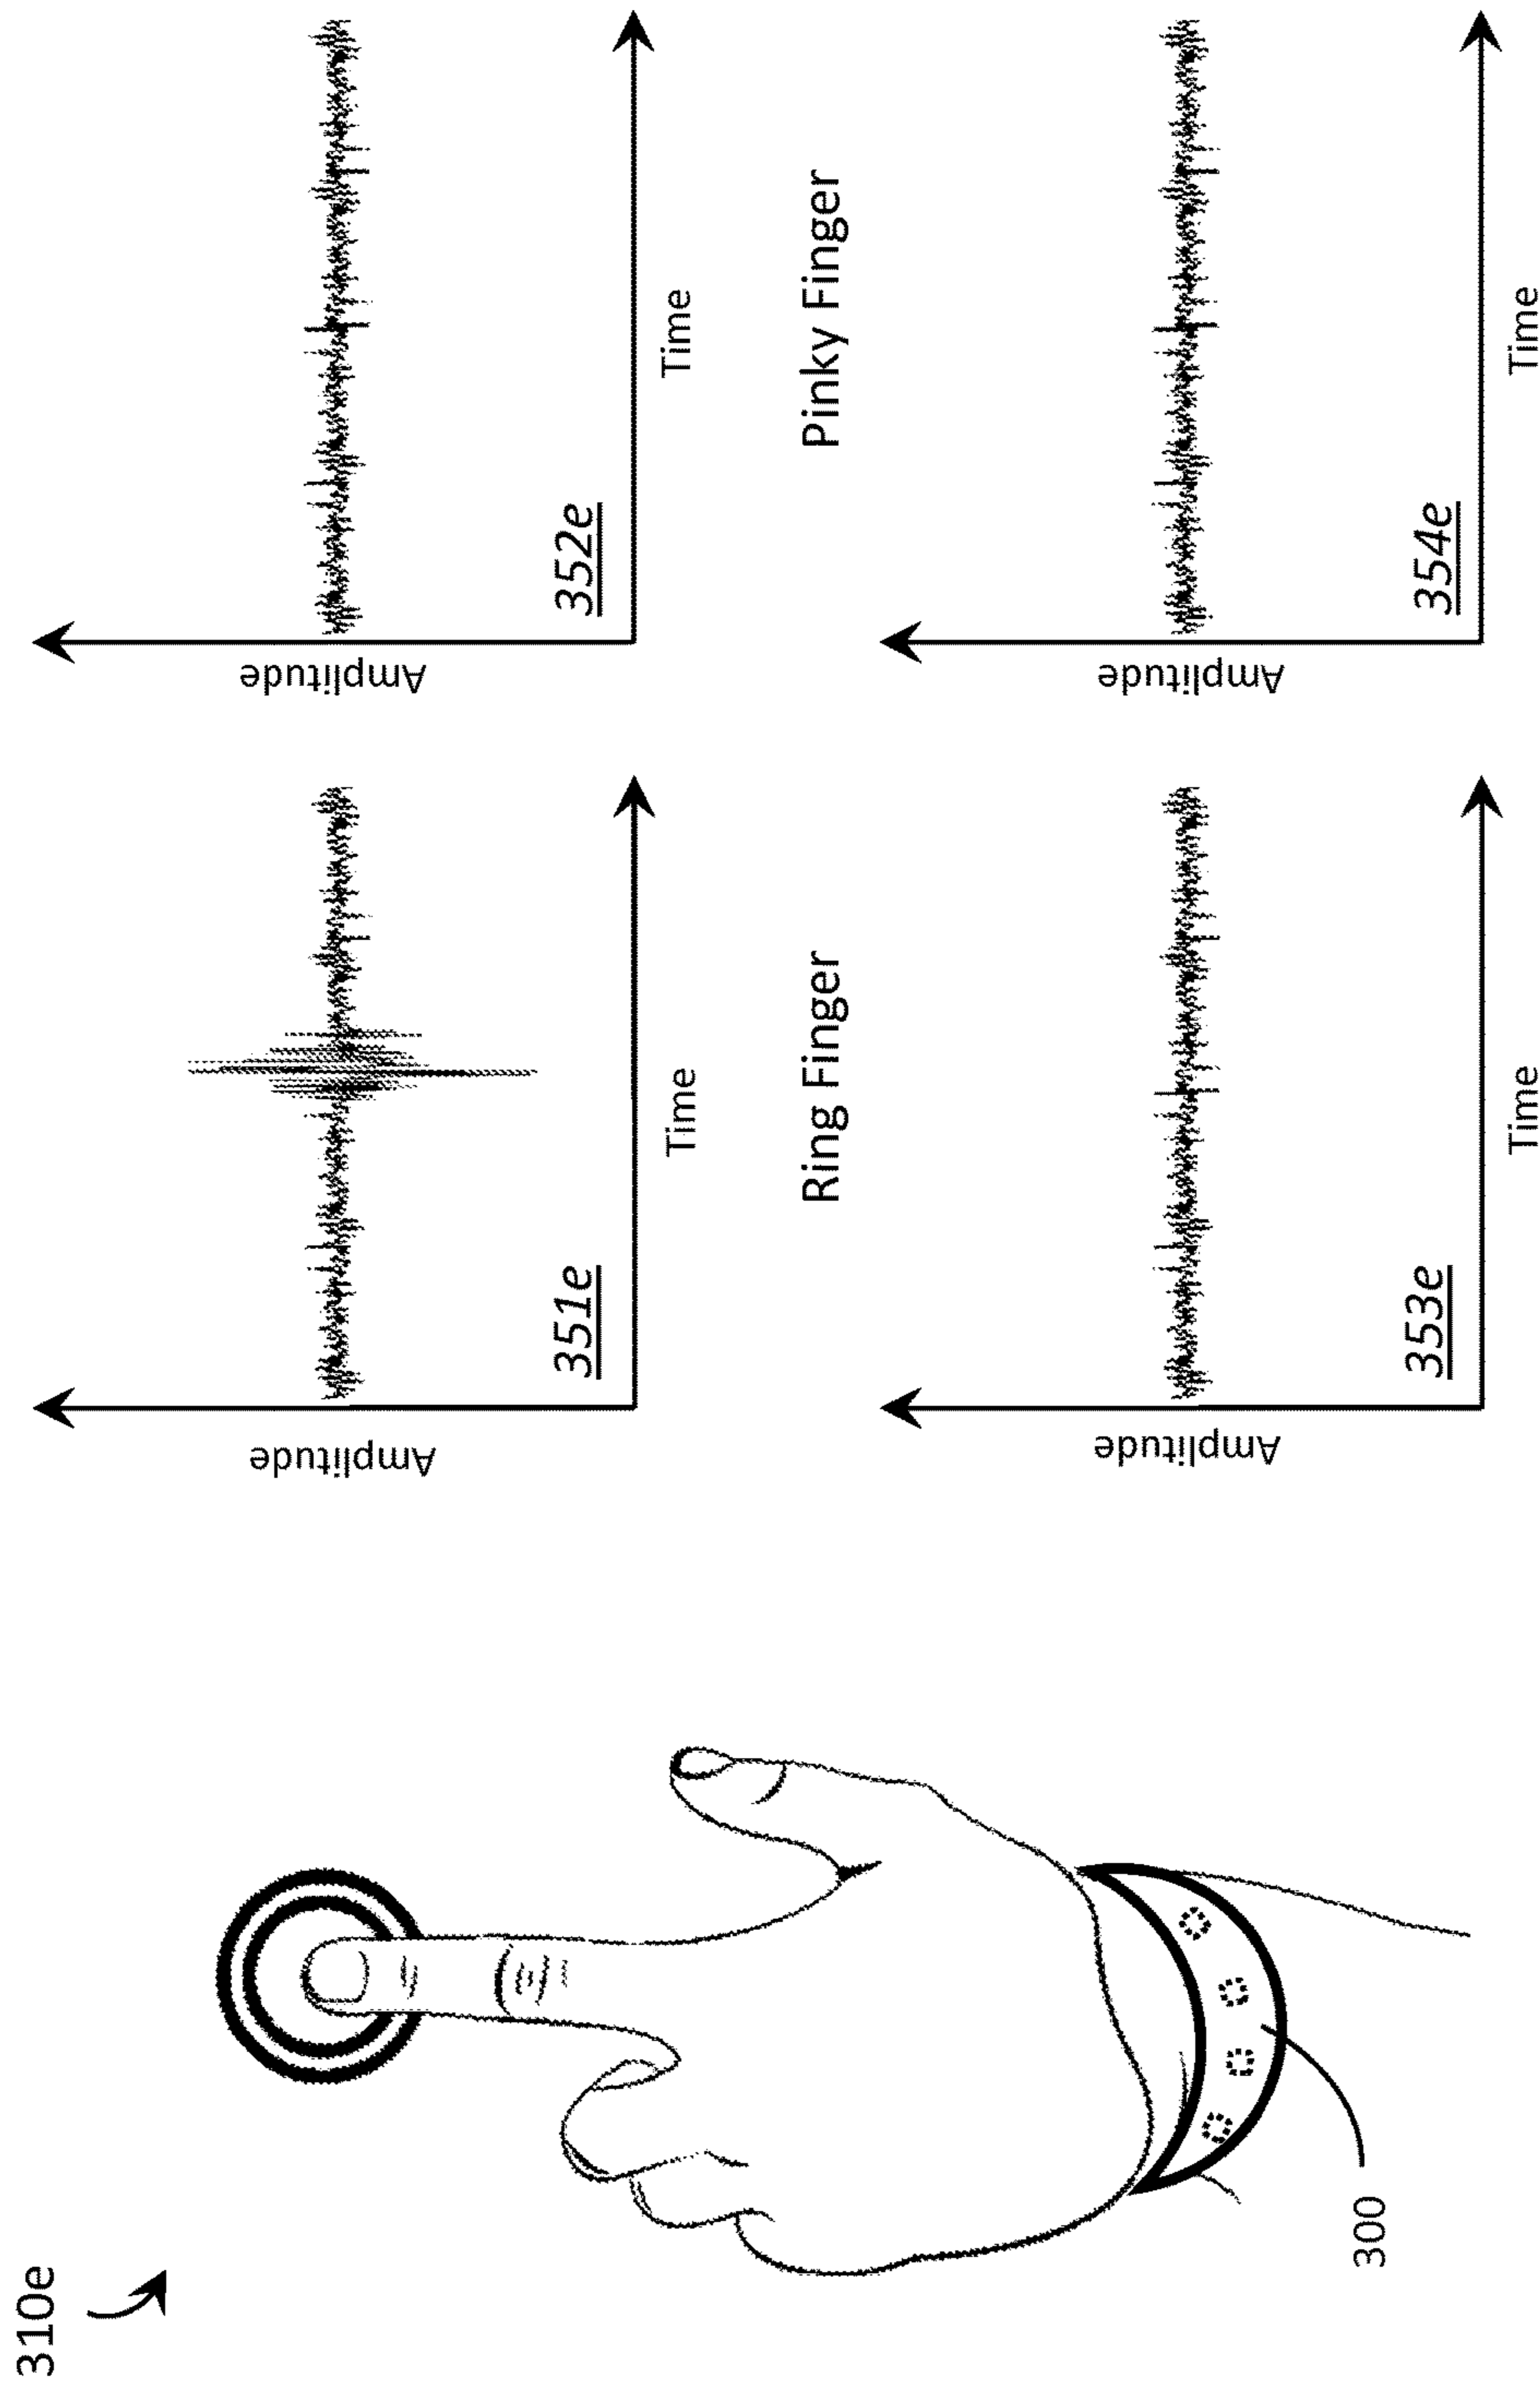 310e
Amplitude
351e
Time
Amplitude
352e
Time
Ring Finger
Amplitude
353e
Time
Pinky Finger
Amplitude
354e
Time
300